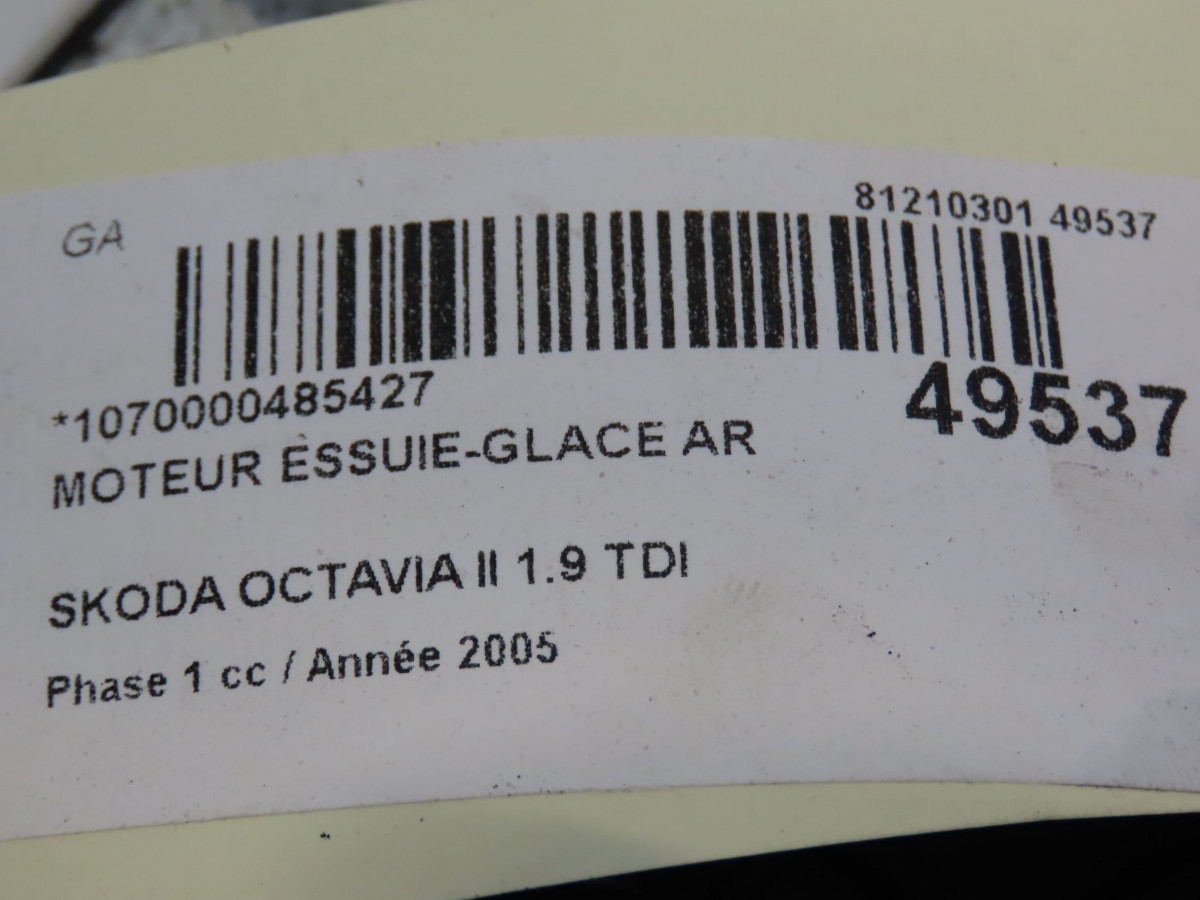 GA
81210301 49537
*1070000485427
49537
MOTEUR ESSUIE-GLACE AR
SKODA OCTAVIA II 1.9 TDI
Phase 1 cc / Année 2005